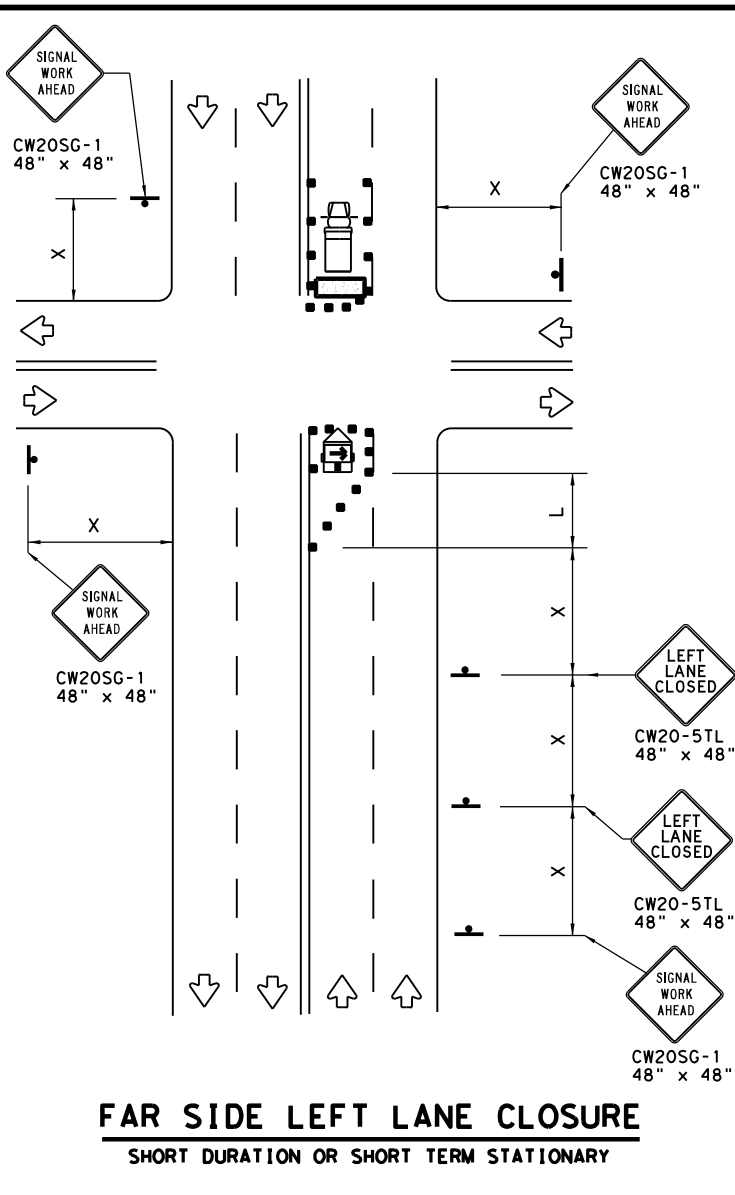 SIGNAL
WORK
AHEAD
CW20SG-1
48" x 48"
X
SIGNAL
WORK
AHEAD
CW20SG-1
48" x 48"
X
X
SIGNAL
WORK
AHEAD
CW20SG-1
48" x 48"
L
X
LEFT
LANE
CLOSED
CW20-5TL
48" x 48"
X
LEFT
LANE
CLOSED
CW20-5TL
48" x 48"
X
SIGNAL
WORK
AHEAD
CW20SG-1
48" x 48"
FAR SIDE LEFT LANE CLOSURE
SHORT DURATION OR SHORT TERM STATIONARY